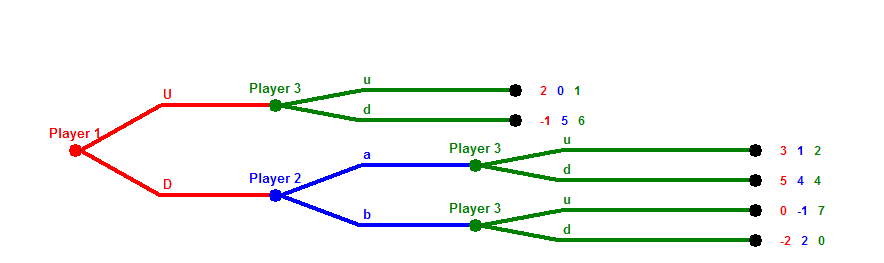 Player 1
U
D
Player 3
u
d
2 0 1
-1 5 6
Player 2
a
b
Player 3
u
d
3 1 2
5 4 4
Player 3
u
d
0 -1 7
-2 2 0